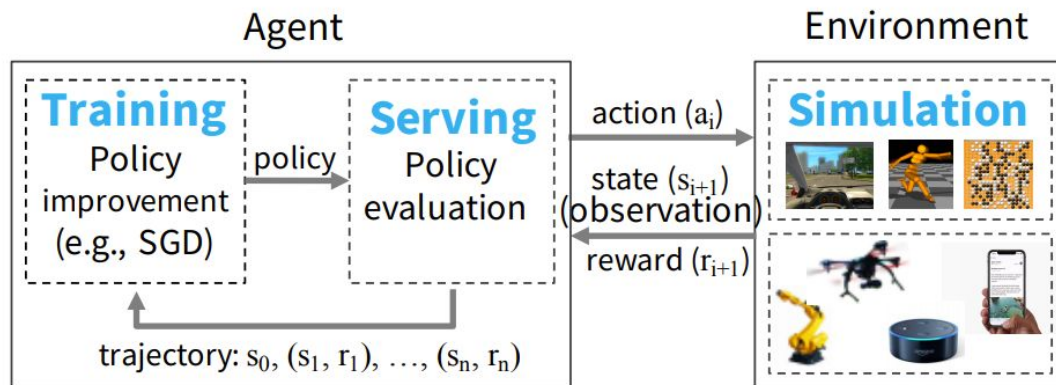 Agent
Environment
Training
Policy
improvement
(e.g., SGD)
policy
Serving
Policy
evaluation
action (aᵢ)
state (sᵢ₊₁)
(observation)
reward (rᵢ₊₁)
Simulation
trajectory: s₀, (s₁, r₁), …, (sₙ, rₙ)